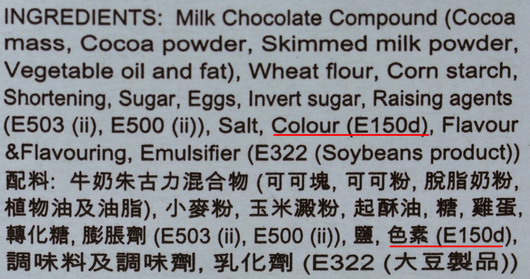 INGREDIENTS: Milk Chocolate Compound (Cocoa
mass, Cocoa powder, Skimmed milk powder,
Vegetable oil and fat), Wheat flour, Corn starch,
Shortening, Sugar, Eggs, Invert sugar, Raising agents
(E503 (ii), E500 (ii)), Salt, Colour (E150d), Flavour
&Flavouring, Emulsifier (E322 (Soybeans product))
配料: 牛奶朱古力混合物 (可可塊, 可可粉, 脫脂奶粉,
植物油及油脂), 小麥粉, 玉米澱粉, 起酥油, 糖, 雞蛋,
轉化糖, 膨脹劑 (E503 (ii), E500 (ii)), 鹽, 色素 (E150d),
調味料及調味劑, 乳化劑 (E322 (大豆製品))